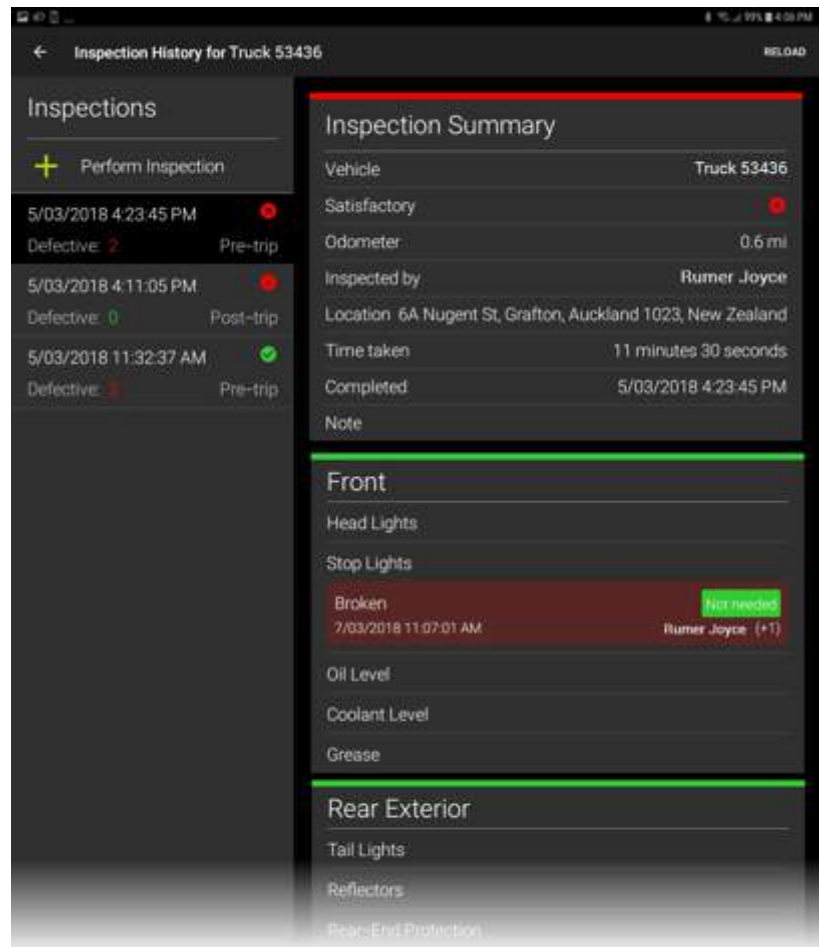 99% 4:06 PM
Inspection History for Truck 53436
RELOAD
Inspections
Perform Inspection
5/03/2018 4:23:45 PM
Defective: 2 Pre-trip
5/03/2018 4:11:05 PM
Defective: 0 Post-trip
5/03/2018 11:32:37 AM
Defective: Pre-trip
Inspection Summary
Vehicle Truck 53436
Satisfactory
Odometer 0.6 mi
Inspected by Rumer Joyce
Location 6A Nugent St, Grafton, Auckland 1023, New Zealand
Time taken 11 minutes 30 seconds
Completed 5/03/2018 4:23:45 PM
Note
Front
Head Lights
Stop Lights
Broken Not needed
7/03/2018 11:07:01 AM Rumer Joyce (+1)
Oil Level
Coolant Level
Grease
Rear Exterior
Tail Lights
Reflectors
Rear-End Protection